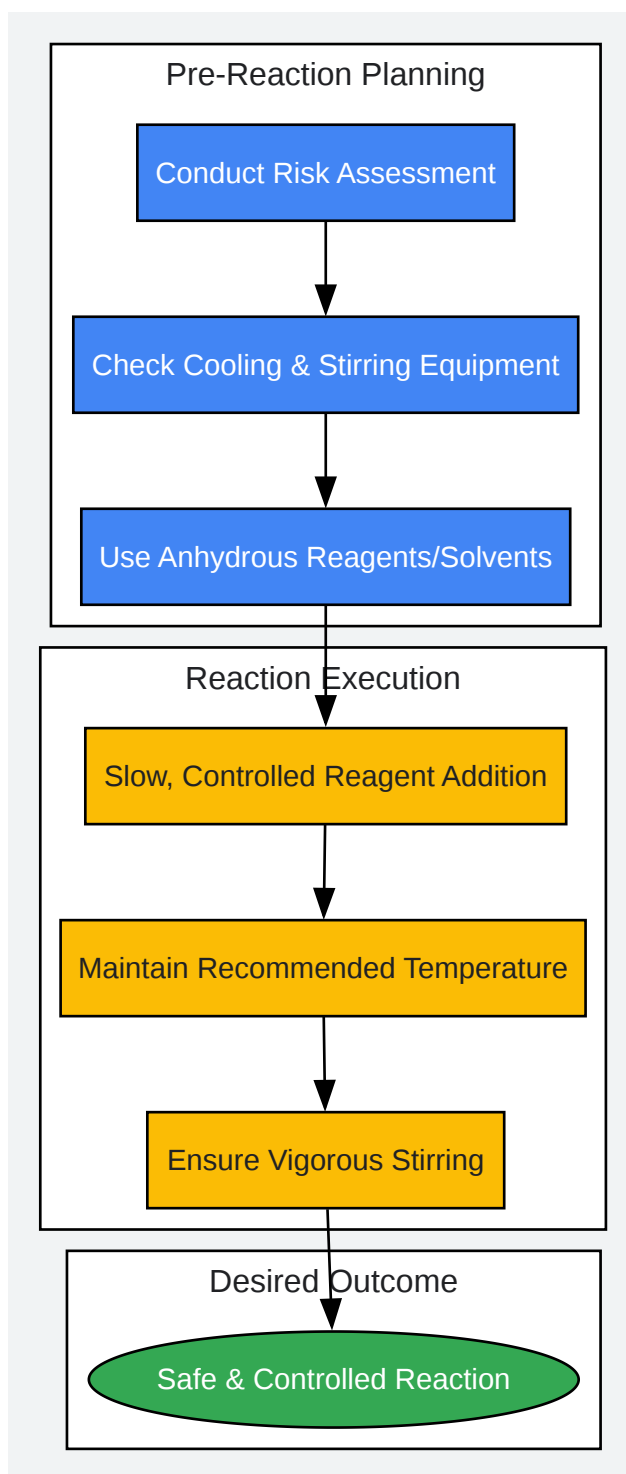 Pre-Reaction Planning
Conduct Risk Assessment
Check Cooling & Stirring Equipment
Use Anhydrous Reagents/Solvents
Reaction Execution
Slow, Controlled Reagent Addition
Maintain Recommended Temperature
Ensure Vigorous Stirring
Desired Outcome
Safe & Controlled Reaction